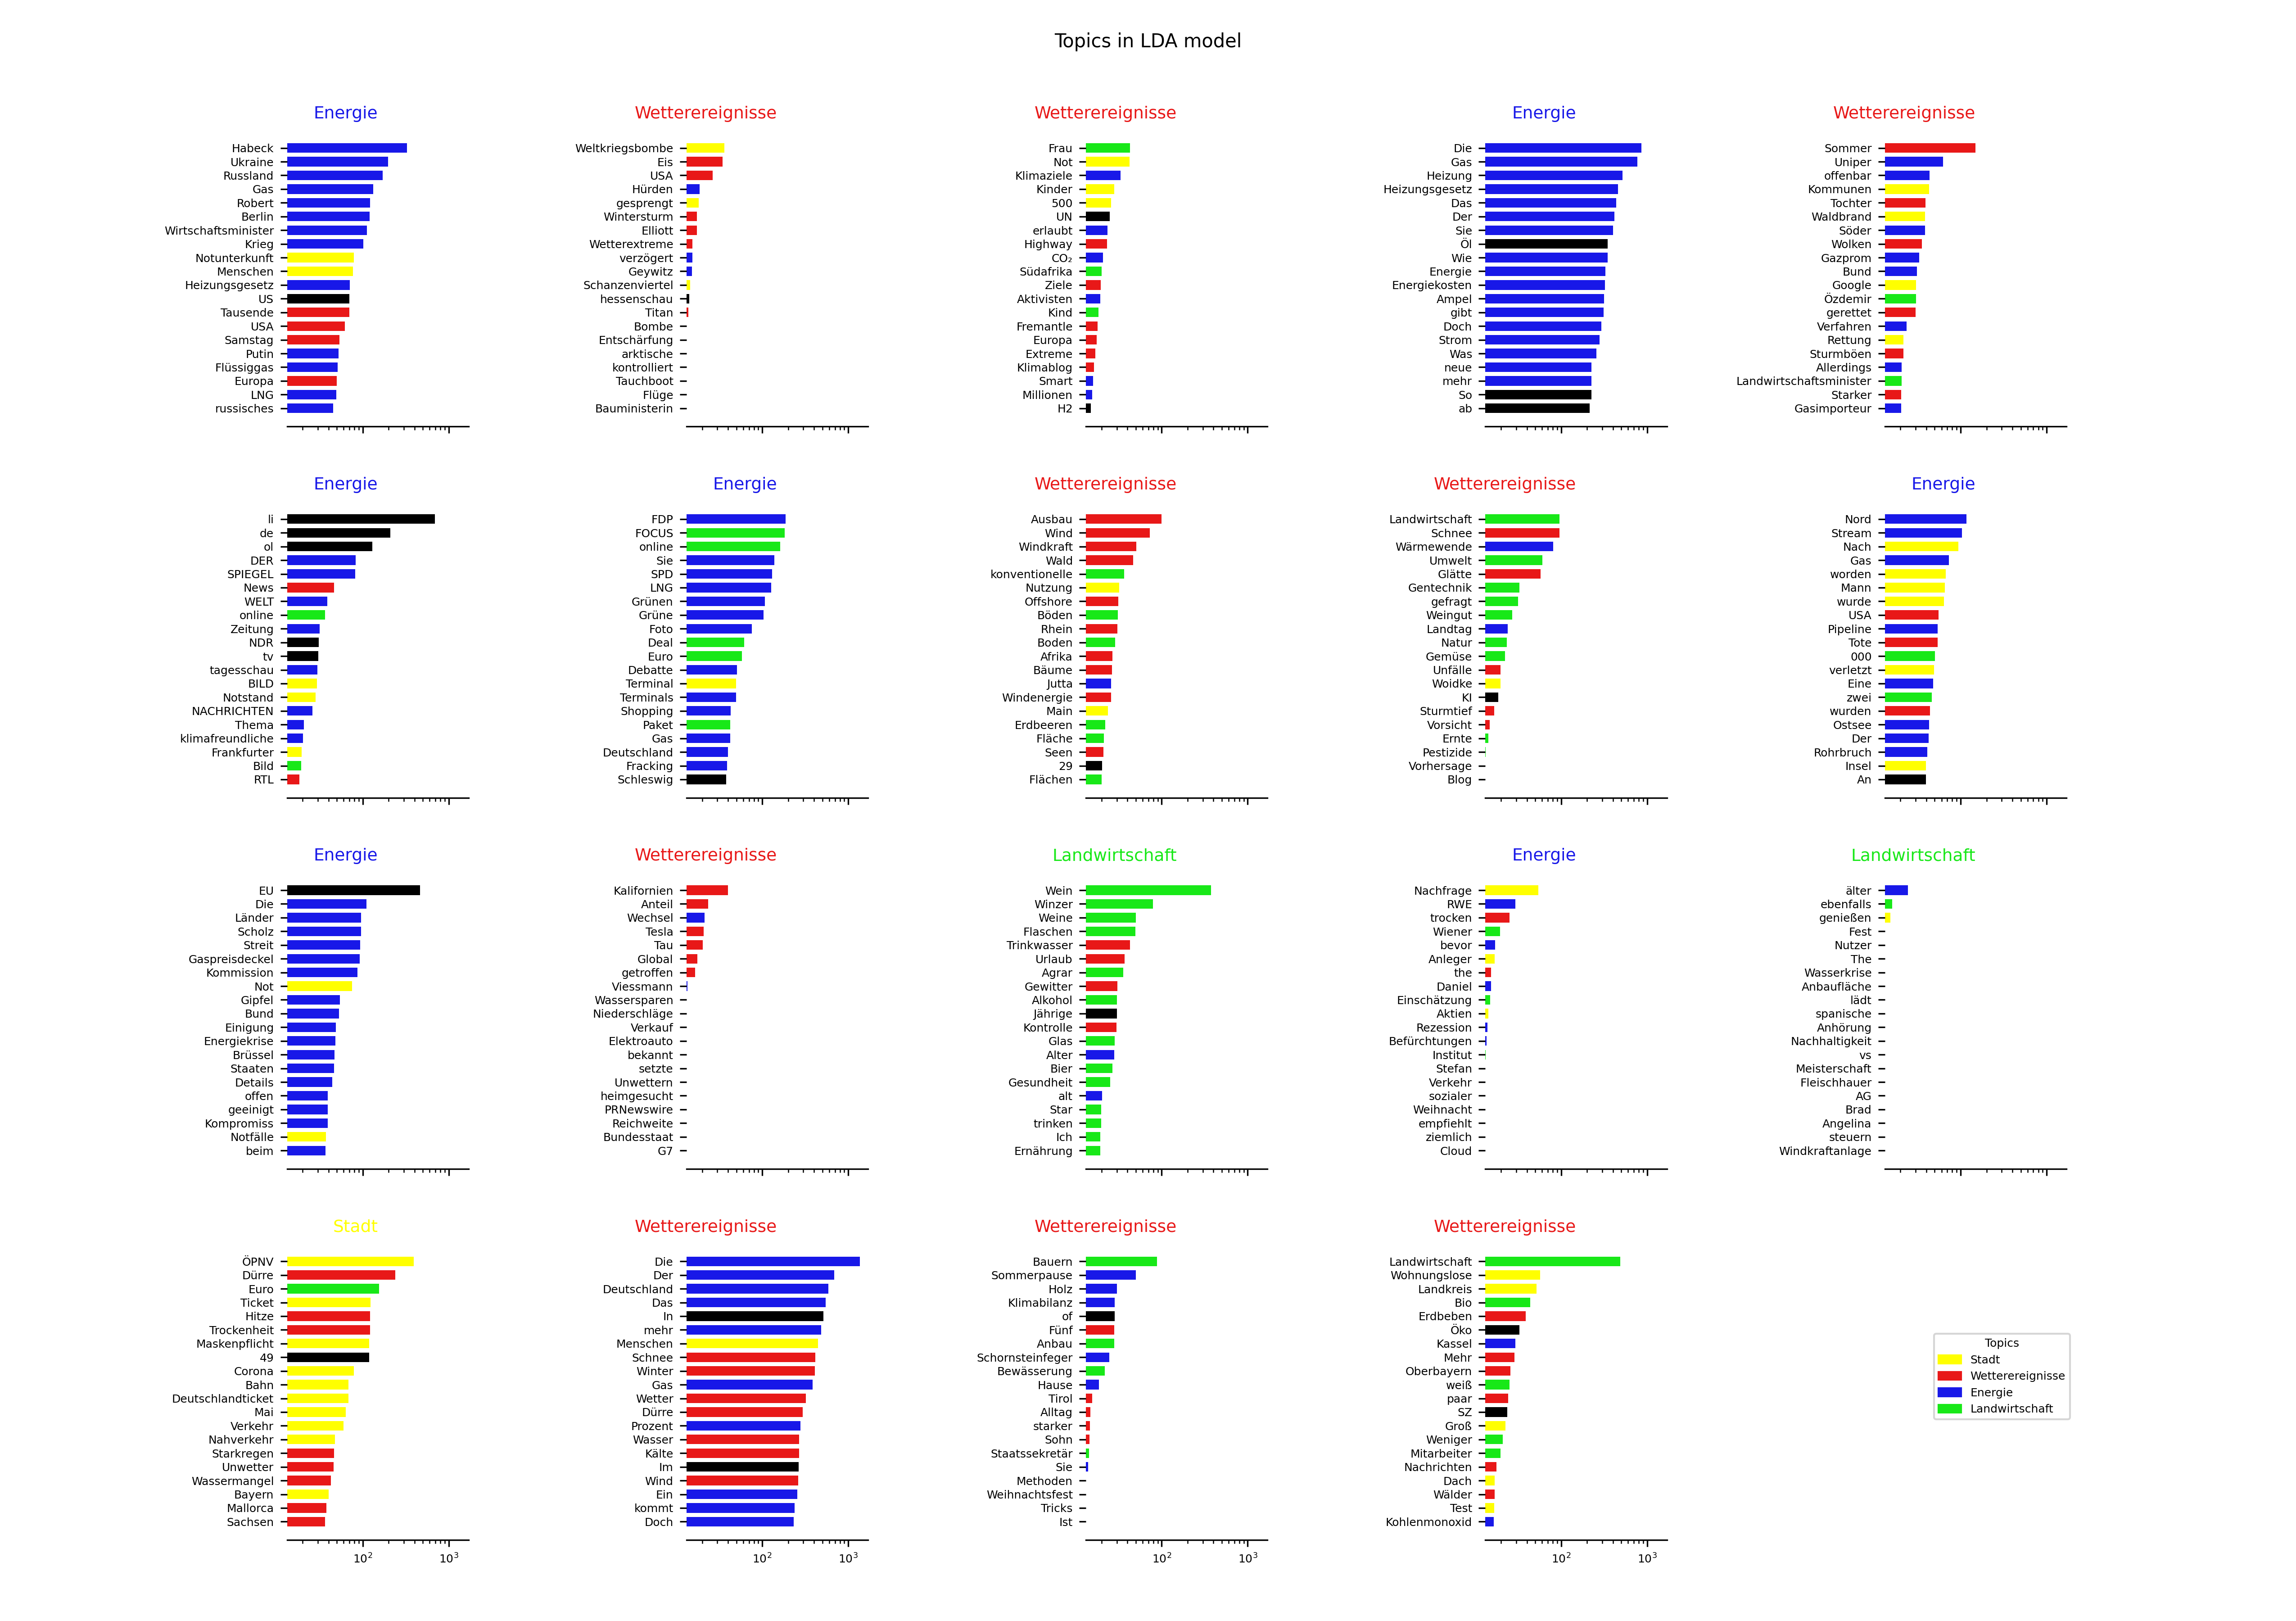 Topics in LDA model
Energie
Habeck
Ukraine
Russland
Gas
Robert
Berlin
Wirtschaftsminister
Krieg
Notunterkunft
Menschen
Heizungsgesetz
US
Tausende
USA
Samstag
Putin
Flüssiggas
Europa
LNG
russisches
Wetterereignisse
Weltkriegsbombe
Eis
USA
Hürden
gesprengt
Wintersturm
Elliott
Wetterextreme
verzögert
Geywitz
Schanzenviertel
hessenschau
Titan
Bombe
Entschärfung
arktische
kontrolliert
Tauchboot
Flüge
Bauministerin
Wetterereignisse
Frau
Not
Klimaziele
Kinder
500
UN
erlaubt
Highway
CO₂
Südafrika
Ziele
Aktivisten
Kind
Fremantle
Europa
Extreme
Klimablog
Smart
Millionen
H2
Energie
Die
Gas
Heizung
Heizungsgesetz
Das
Der
Sie
Öl
Wie
Energie
Energiekosten
Ampel
gibt
Doch
Strom
Was
neue
mehr
So
ab
Wetterereignisse
Sommer
Uniper
offenbar
Kommunen
Tochter
Waldbrand
Söder
Wolken
Gazprom
Bund
Google
Özdemir
gerettet
Verfahren
Rettung
Sturmböen
Allerdings
Landwirtschaftsminister
Starker
Gasimporteur
Energie
li
de
ol
DER
SPIEGEL
News
WELT
online
Zeitung
NDR
tv
tagesschau
BILD
Notstand
NACHRICHTEN
Thema
klimafreundliche
Frankfurter
Bild
RTL
Energie
FDP
FOCUS
online
Sie
SPD
LNG
Grünen
Grüne
Foto
Deal
Euro
Debatte
Terminal
Terminals
Shopping
Paket
Gas
Deutschland
Fracking
Schleswig
Wetterereignisse
Ausbau
Wind
Windkraft
Wald
konventionelle
Nutzung
Offshore
Böden
Rhein
Boden
Afrika
Bäume
Jutta
Windenergie
Main
Erdbeeren
Fläche
Seen
29
Flächen
Wetterereignisse
Landwirtschaft
Schnee
Wärmewende
Umwelt
Glätte
Gentechnik
gefragt
Weingut
Landtag
Natur
Gemüse
Unfälle
Woidke
KI
Sturmtief
Vorsicht
Ernte
Pestizide
Vorhersage
Blog
Energie
Nord
Stream
Nach
Gas
worden
Mann
wurde
USA
Pipeline
Tote
000
verletzt
Eine
zwei
wurden
Ostsee
Der
Rohrbruch
Insel
An
Energie
EU
Die
Länder
Scholz
Streit
Gaspreisdeckel
Kommission
Not
Gipfel
Bund
Einigung
Energiekrise
Brüssel
Staaten
Details
offen
geeinigt
Kompromiss
Notfälle
beim
Wetterereignisse
Kalifornien
Anteil
Wechsel
Tesla
Tau
Global
getroffen
Viessmann
Wassersparen
Niederschläge
Verkauf
Elektroauto
bekannt
setzte
Unwettern
heimgesucht
PRNewswire
Reichweite
Bundesstaat
G7
Landwirtschaft
Wein
Winzer
Weine
Flaschen
Trinkwasser
Urlaub
Agrar
Gewitter
Alkohol
Jährige
Kontrolle
Glas
Alter
Bier
Gesundheit
alt
Star
trinken
Ich
Ernährung
Energie
Nachfrage
RWE
trocken
Wiener
bevor
Anleger
the
Daniel
Einschätzung
Aktien
Rezession
Befürchtungen
Institut
Stefan
Verkehr
sozialer
Weihnacht
empfiehlt
ziemlich
Cloud
Landwirtschaft
älter
ebenfalls
genießen
Fest
Nutzer
The
Wasserkrise
Anbaufläche
lädt
spanische
Anhörung
Nachhaltigkeit
vs
Meisterschaft
Fleischhauer
AG
Brad
Angelina
steuern
Windkraftanlage
Stadt
ÖPNV
Dürre
Euro
Ticket
Hitze
Trockenheit
Maskenpflicht
49
Corona
Bahn
Deutschlandticket
Mai
Verkehr
Nahverkehr
Starkregen
Unwetter
Wassermangel
Bayern
Mallorca
Sachsen
10² 10³
Wetterereignisse
Die
Der
Deutschland
Das
In
mehr
Menschen
Schnee
Winter
Gas
Wetter
Dürre
Prozent
Wasser
Kälte
Im
Wind
Ein
kommt
Doch
10² 10³
Wetterereignisse
Bauern
Sommerpause
Holz
Klimabilanz
of
Fünf
Anbau
Schornsteinfeger
Bewässerung
Hause
Tirol
Alltag
starker
Sohn
Staatssekretär
Sie
Methoden
Weihnachtsfest
Tricks
Ist
10² 10³
Wetterereignisse
Landwirtschaft
Wohnungslose
Landkreis
Bio
Erdbeben
Öko
Kassel
Mehr
Oberbayern
weiß
paar
SZ
Groß
Weniger
Mitarbeiter
Nachrichten
Dach
Wälder
Test
Kohlenmonoxid
10² 10³
Topics
Stadt
Wetterereignisse
Energie
Landwirtschaft